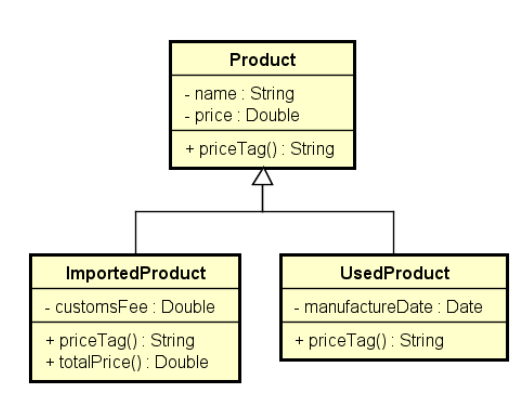 Product
- name : String
- price : Double
+ priceTag() : String
ImportedProduct
- customsFee : Double
+ priceTag() : String
+ totalPrice() : Double
UsedProduct
- manufactureDate : Date
+ priceTag() : String